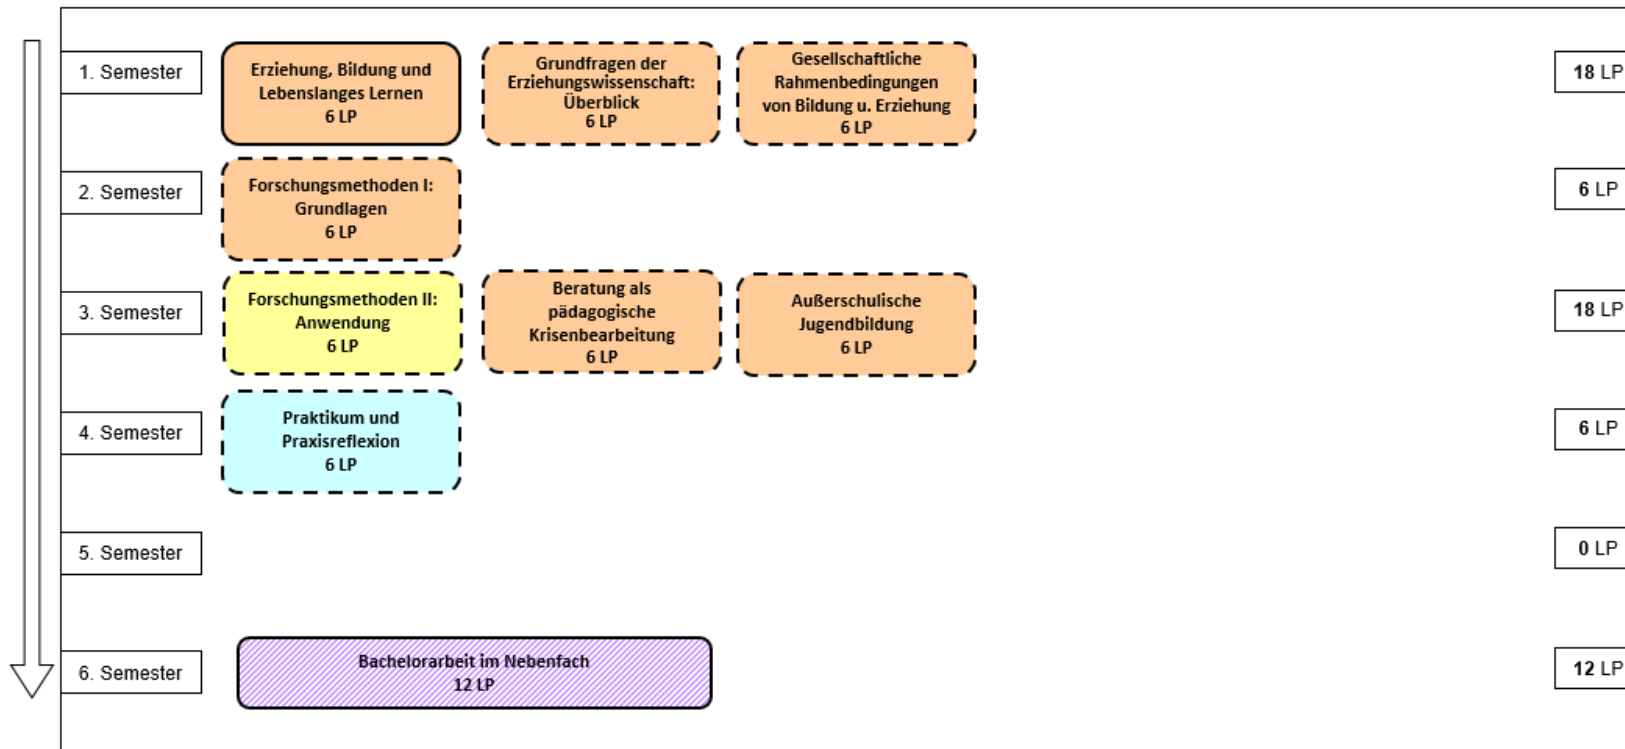 1. Semester
Erziehung, Bildung und
Lebenslanges Lernen
6 LP
Grundfragen der
Erziehungswissenschaft:
Überblick
6 LP
Gesellschaftliche
Rahmenbedingungen
von Bildung u. Erziehung
6 LP
18 LP
2. Semester
Forschungsmethoden I:
Grundlagen
6 LP
6 LP
3. Semester
Forschungsmethoden II:
Anwendung
6 LP
Beratung als
pädagogische
Krisenbearbeitung
6 LP
Außerschulische
Jugendbildung
6 LP
18 LP
4. Semester
Praktikum und
Praxisreflexion
6 LP
6 LP
5. Semester
0 LP
6. Semester
Bachelorarbeit im Nebenfach
12 LP
12 LP